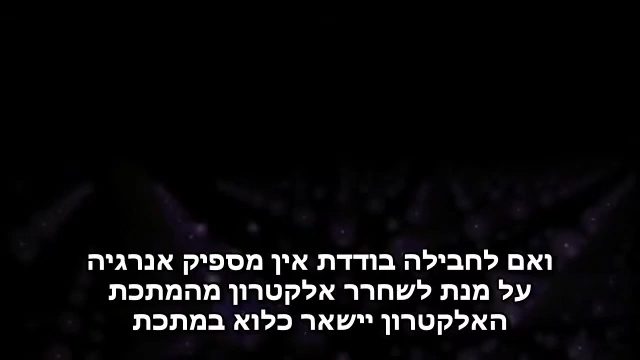 ואם לחבילה בודדת אין מספיק אנרגיה
על מנת לשחרר אלקטרון מהמתכת
האלקטרון יישאר כלוא במתכת